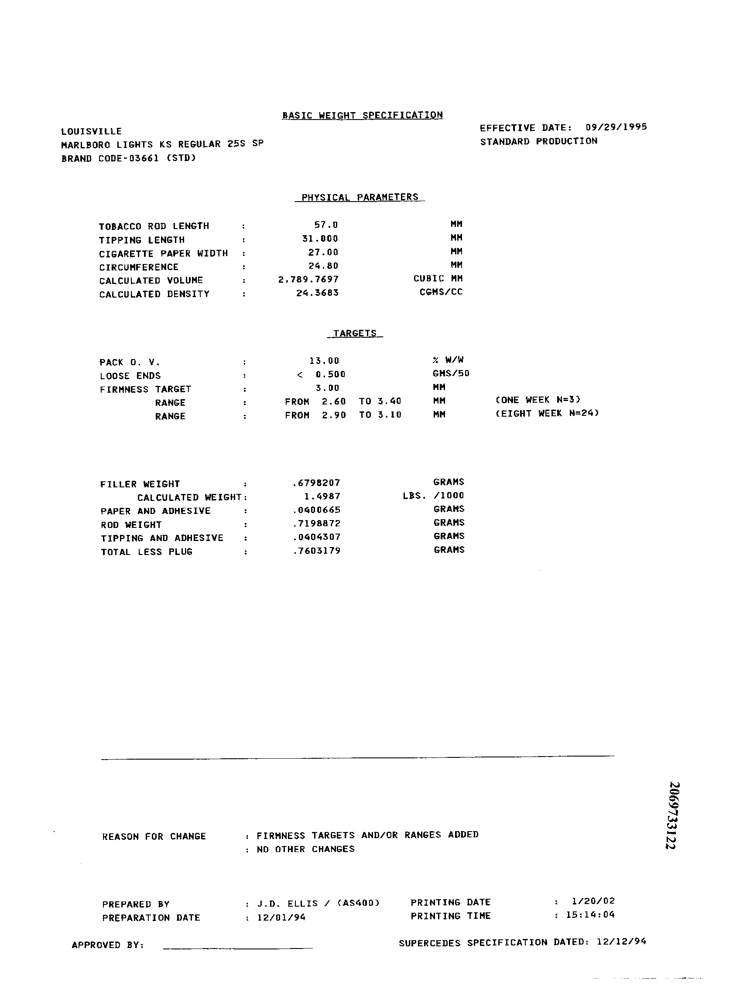 BASIC WEIGHT SPECIFICATION
LOUISVILLE
EFFECTIVE DATE: 09/29/1995
MARLBORO LIGHTS KS REGULAR 25S SP
STANDARD PRODUCTION
BRAND CODE-03661 (STD)
PHYSICAL PARAMETERS
TOBACCO ROD LENGTH : 57.0 MM
TIPPING LENGTH : 31.000 MM
CIGARETTE PAPER WIDTH : 27.00 MM
CIRCUMFERENCE : 24.80 MM
CALCULATED VOLUME : 2,789.7697 CUBIC MM
CALCULATED DENSITY : 24.3683 CGMS/CC
TARGETS
PACK O. V. : 13.00 % W/W
LOOSE ENDS : < 0.500 GMS/50
FIRMNESS TARGET : 3.00 MM
RANGE : FROM 2.60 TO 3.40 MM (ONE WEEK N=3)
RANGE : FROM 2.90 TO 3.10 MM (EIGHT WEEK N=24)
FILLER WEIGHT : .6798207 GRAMS
CALCULATED WEIGHT: 1.4987 LBS. /1000
PAPER AND ADHESIVE : .0400665 GRAMS
ROD WEIGHT : .7198872 GRAMS
TIPPING AND ADHESIVE : .0404307 GRAMS
TOTAL LESS PLUG : .7603179 GRAMS
2069733122
REASON FOR CHANGE : FIRMNESS TARGETS AND/OR RANGES ADDED
: NO OTHER CHANGES
PREPARED BY : J.D. ELLIS / (AS400) PRINTING DATE : 1/20/02
PREPARATION DATE : 12/01/94 PRINTING TIME : 15:14:04
APPROVED BY: SUPERCEDES SPECIFICATION DATED: 12/12/94